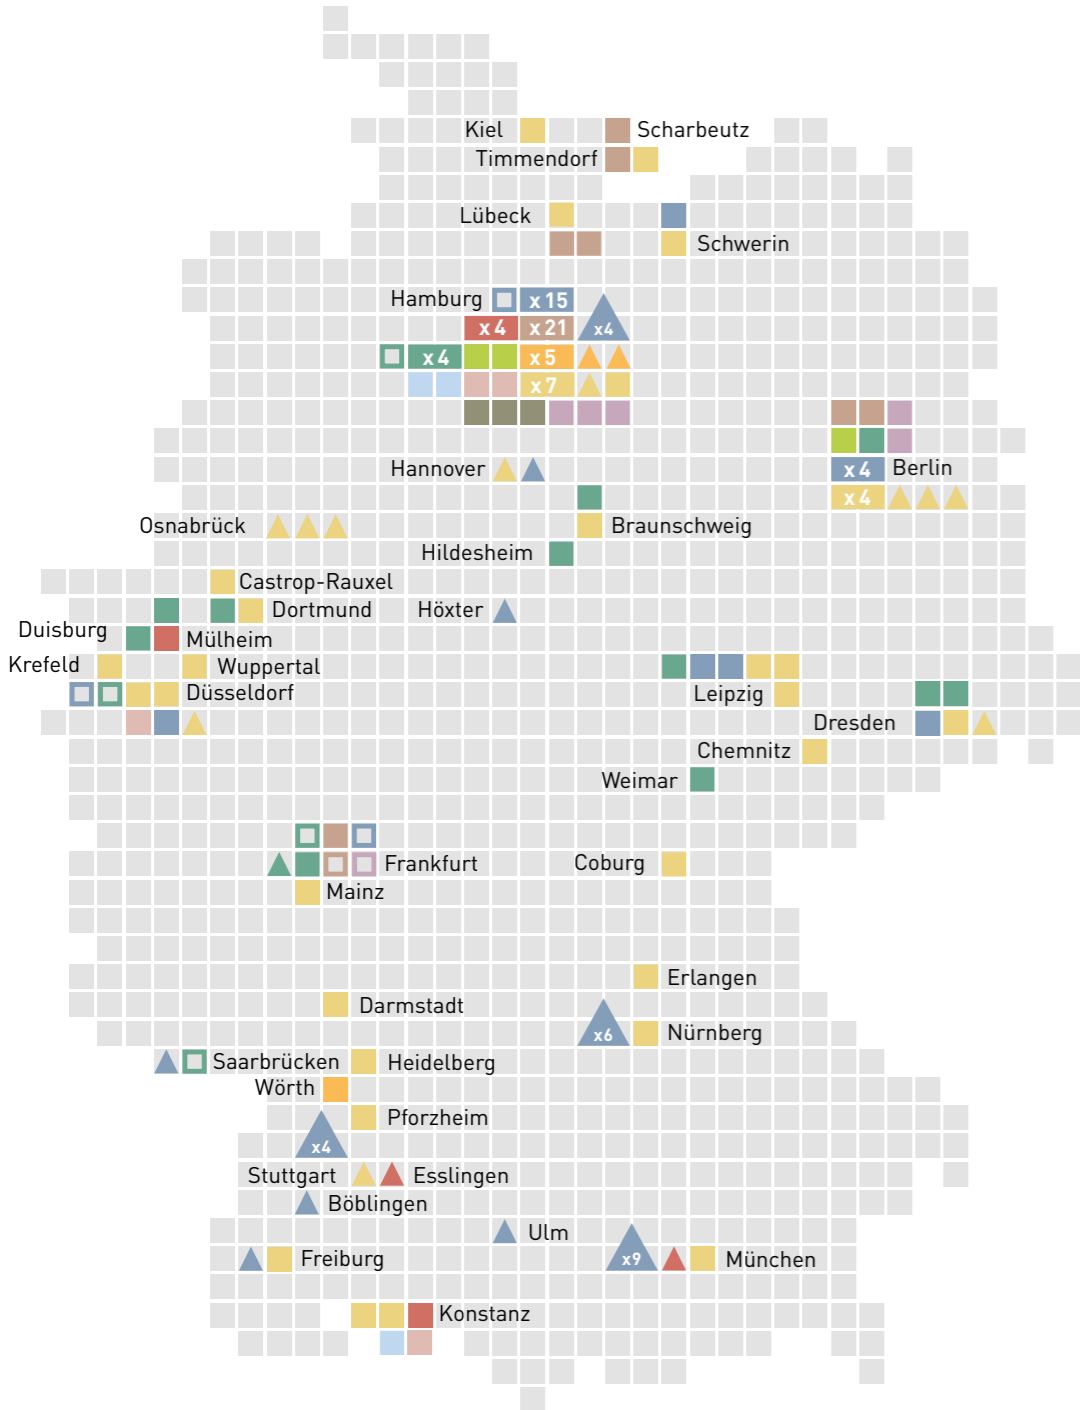 Kiel
Scharbeutz
Timmendorf
Lübeck
Schwerin
Hamburg
x 15
x 4
x 21
x4
x 4
x 5
x 7
Hannover
x 4
Berlin
x 4
Osnabrück
Braunschweig
Hildesheim
Castrop-Rauxel
Dortmund
Höxter
Duisburg
Mülheim
Krefeld
Wuppertal
Düsseldorf
Leipzig
Dresden
Chemnitz
Weimar
Frankfurt
Coburg
Mainz
Erlangen
Darmstadt
x6
Nürnberg
Saarbrücken
Heidelberg
Wörth
Pforzheim
x4
Stuttgart
Esslingen
Böblingen
Ulm
Freiburg
x9
München
Konstanz